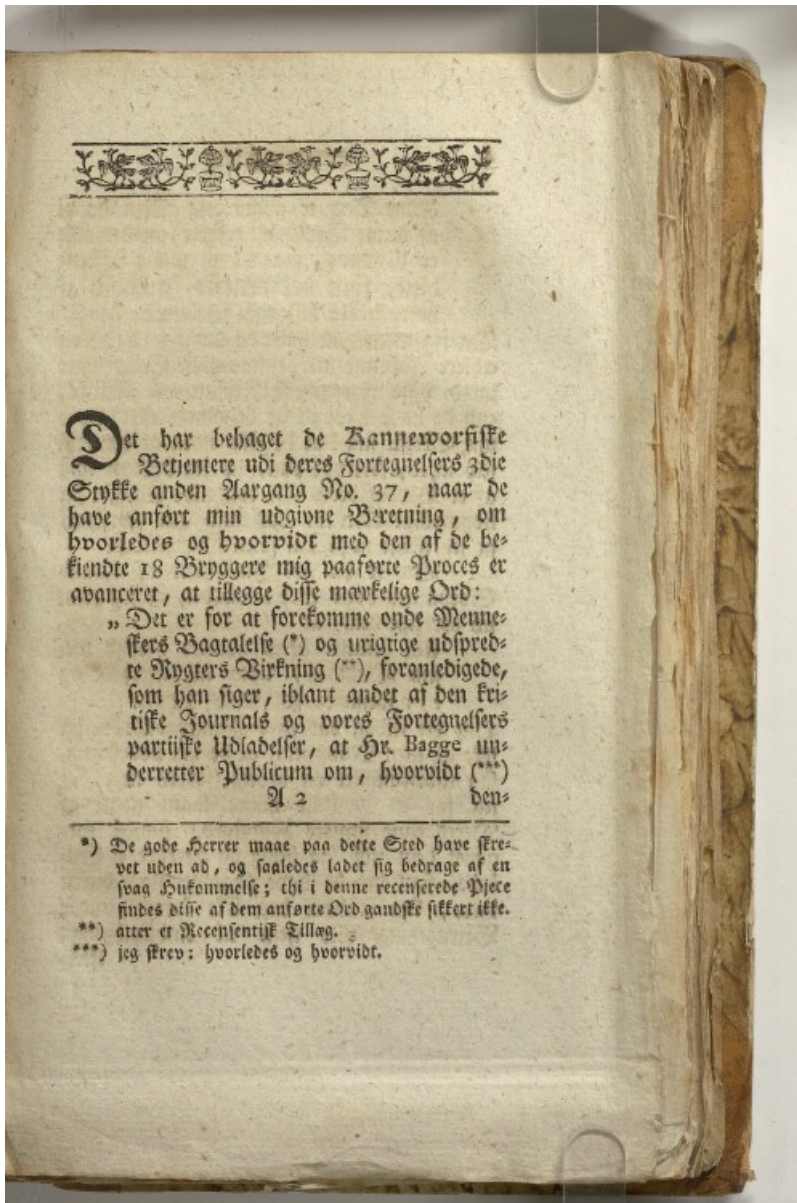 Det har behaget de Kanneworfiske
Betjentere udi deres Fortegnelsers 3die
Stykke anden Aargang No. 37, naar de
have anført min udgivne Beretning, om
hvorledes og hvorvidt med den af de be-
kiendte 18 Bryggere mig paaførte Proces er
avanceret, at tillegge disse mærkelige Ord:
„Det er for at forekomme onde Menne-
skers Bagtalelse (*) og urigtige udspred-
te Rygters Virkning (**), foranledigede,
som han siger, iblant andet af den kri-
tiske Journals og vores Fortegnelsers
partiiske Udladelser, at Hr. Bagge un-
derretter Publicum om, hvorvidt (***)
A 2 den-
*) De gode Herrer maae paa dette Sted have skre-
vet uden ad, og saaledes ladet sig bedrage af en
svag Hukommelse; thi i denne recenserede Pjece
findes disse af dem anførte Ord gandske sikkert ikke.
**) atter et Recensentisk Tillæg.
***) jeg skrev: hvorledes og hvorvidt.